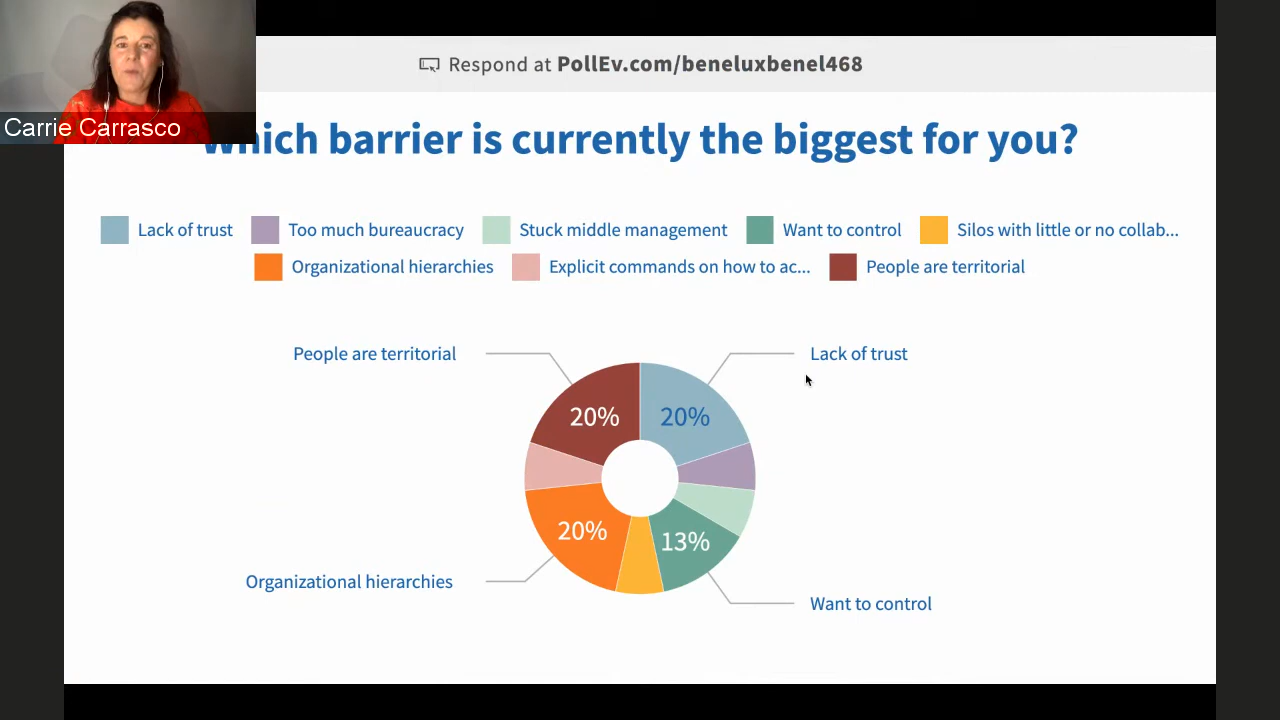 Respond at PollEv.com/beneluxbenel468
Carrie Carrasco
Which barrier is currently the biggest for you?
Lack of trust
Too much bureaucracy
Stuck middle management
Want to control
Silos with little or no collab...
Organizational hierarchies
Explicit commands on how to ac...
People are territorial
People are territorial
Lack of trust
20%
20%
20%
13%
Organizational hierarchies
Want to control